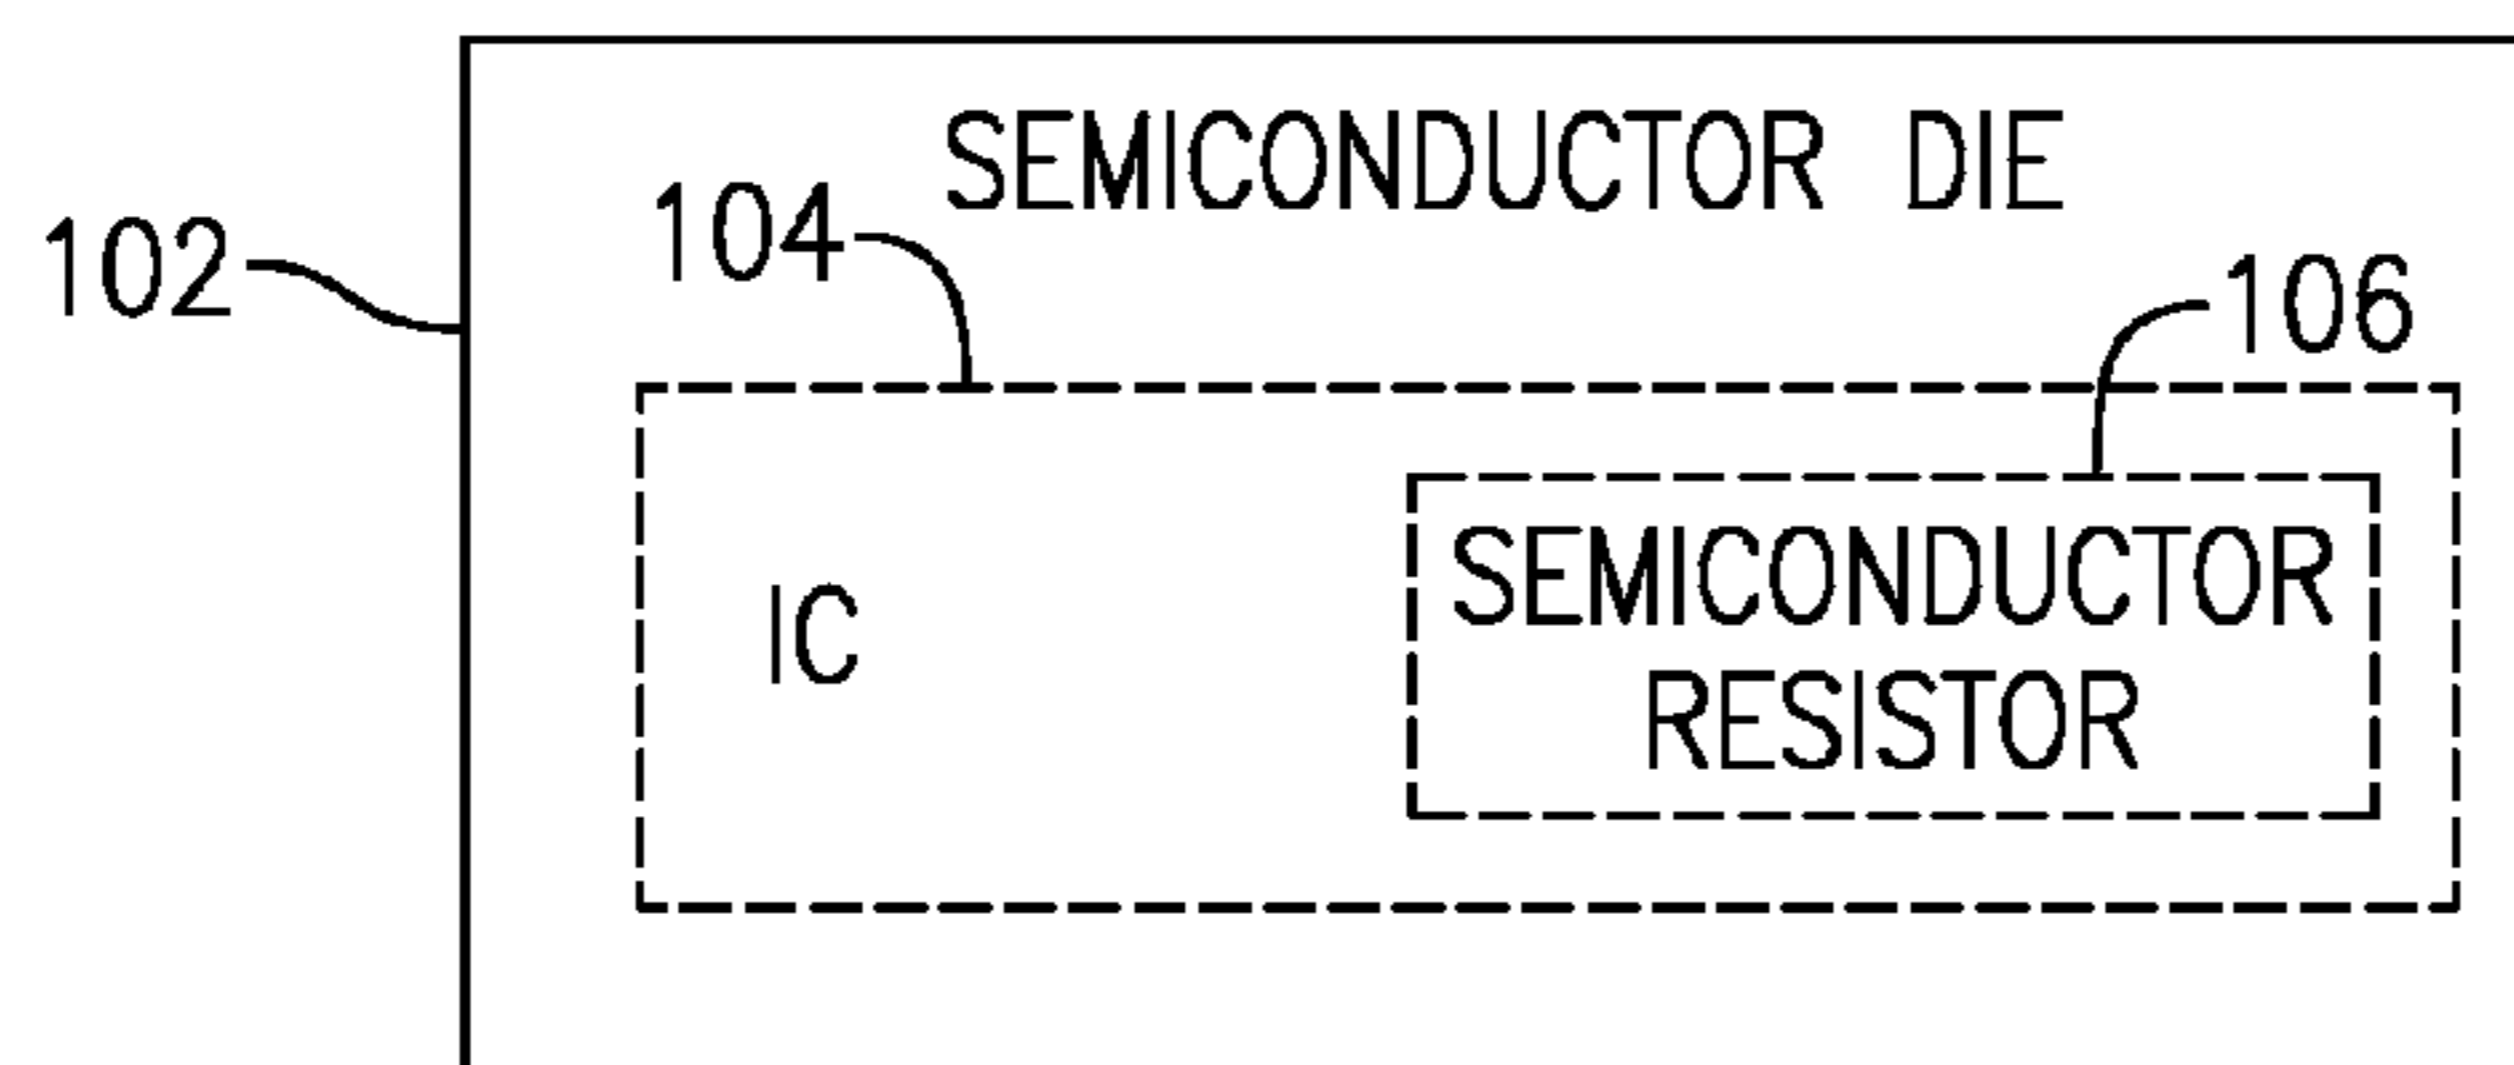 SEMICONDUCTOR DIE
104
102
106
SEMICONDUCTOR
IC
RESISTOR